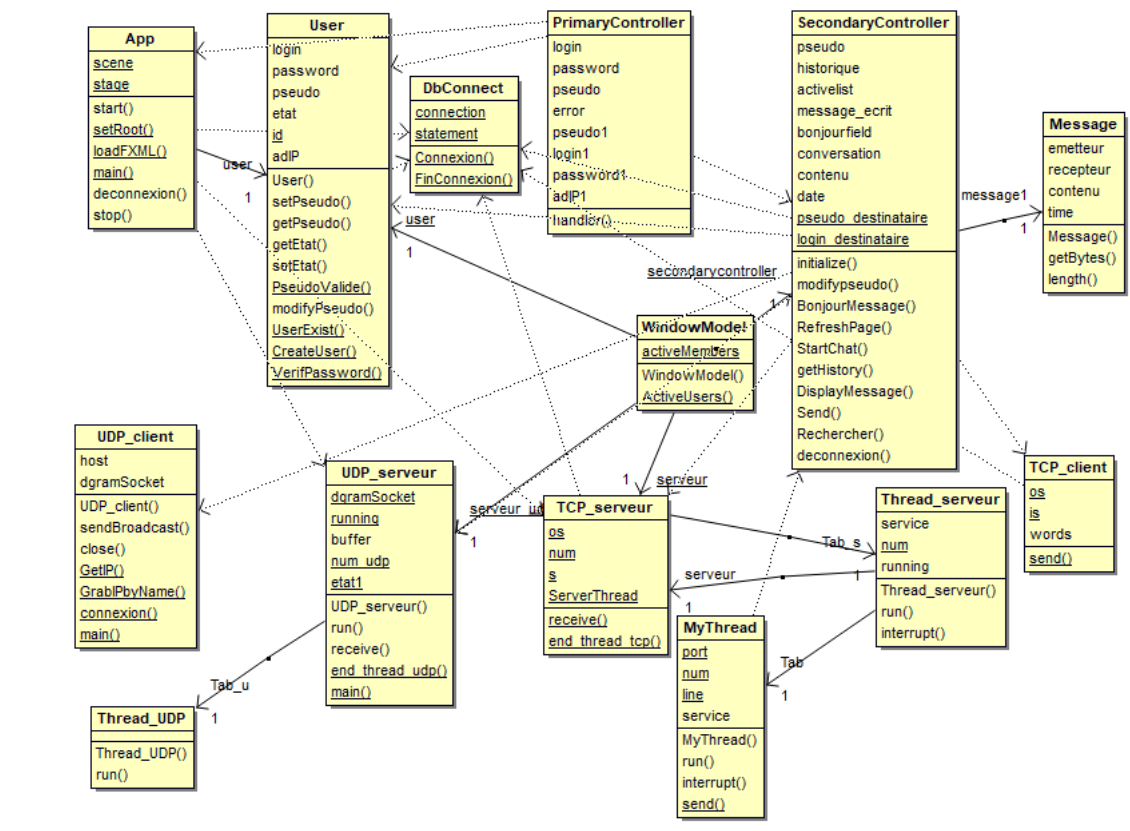 App
scene
stage
start()
setRoot()
loadFXML()
main()
deconnexion()
stop()
user
1
User
login
password
pseudo
etat
id
adIP
User()
setPseudo()
getPseudo()
getEtat()
setEtat()
PseudoValide()
modifyPseudo()
UserExist()
CreateUser()
VerifPassword()
DbConnect
connection
statement
Connexion()
FinConnexion()
user
1
PrimaryController
login
password
pseudo
error
pseudo1
login1
password1
adIP1
handler()
SecondaryController
pseudo
historique
activelist
message_ecrit
bonjourfield
conversation
contenu
date
pseudo_destinataire
login_destinataire
initialize()
modifypseudo()
BonjourMessage()
RefreshPage()
StartChat()
getHistory()
DisplayMessage()
Send()
Rechercher()
deconnexion()
message1
1
Message
emetteur
recepteur
contenu
time
Message()
getBytes()
length()
secondarycontroller
1
WindowModel
activeMembers
WindowModel()
ActiveUsers()
UDP_client
host
dgramSocket
UDP_client()
sendBroadcast()
close()
GetIP()
GrabIPbyName()
connexion()
main()
UDP_serveur
dgramSocket
running
buffer
num_udp
etat1
UDP_serveur()
run()
receive()
end_thread_udp()
main()
serveur_ud
1
1
serveur
TCP_serveur
os
num
s
ServerThread
receive()
end_thread_tcp()
Tab_s
1
serveur
1
Thread_serveur
service
num
running
Thread_serveur()
run()
interrupt()
TCP_client
os
is
words
send()
MyThread
port
num
line
service
MyThread()
run()
interrupt()
send()
Tab
1
Tab_u
1
Thread_UDP
Thread_UDP()
run()